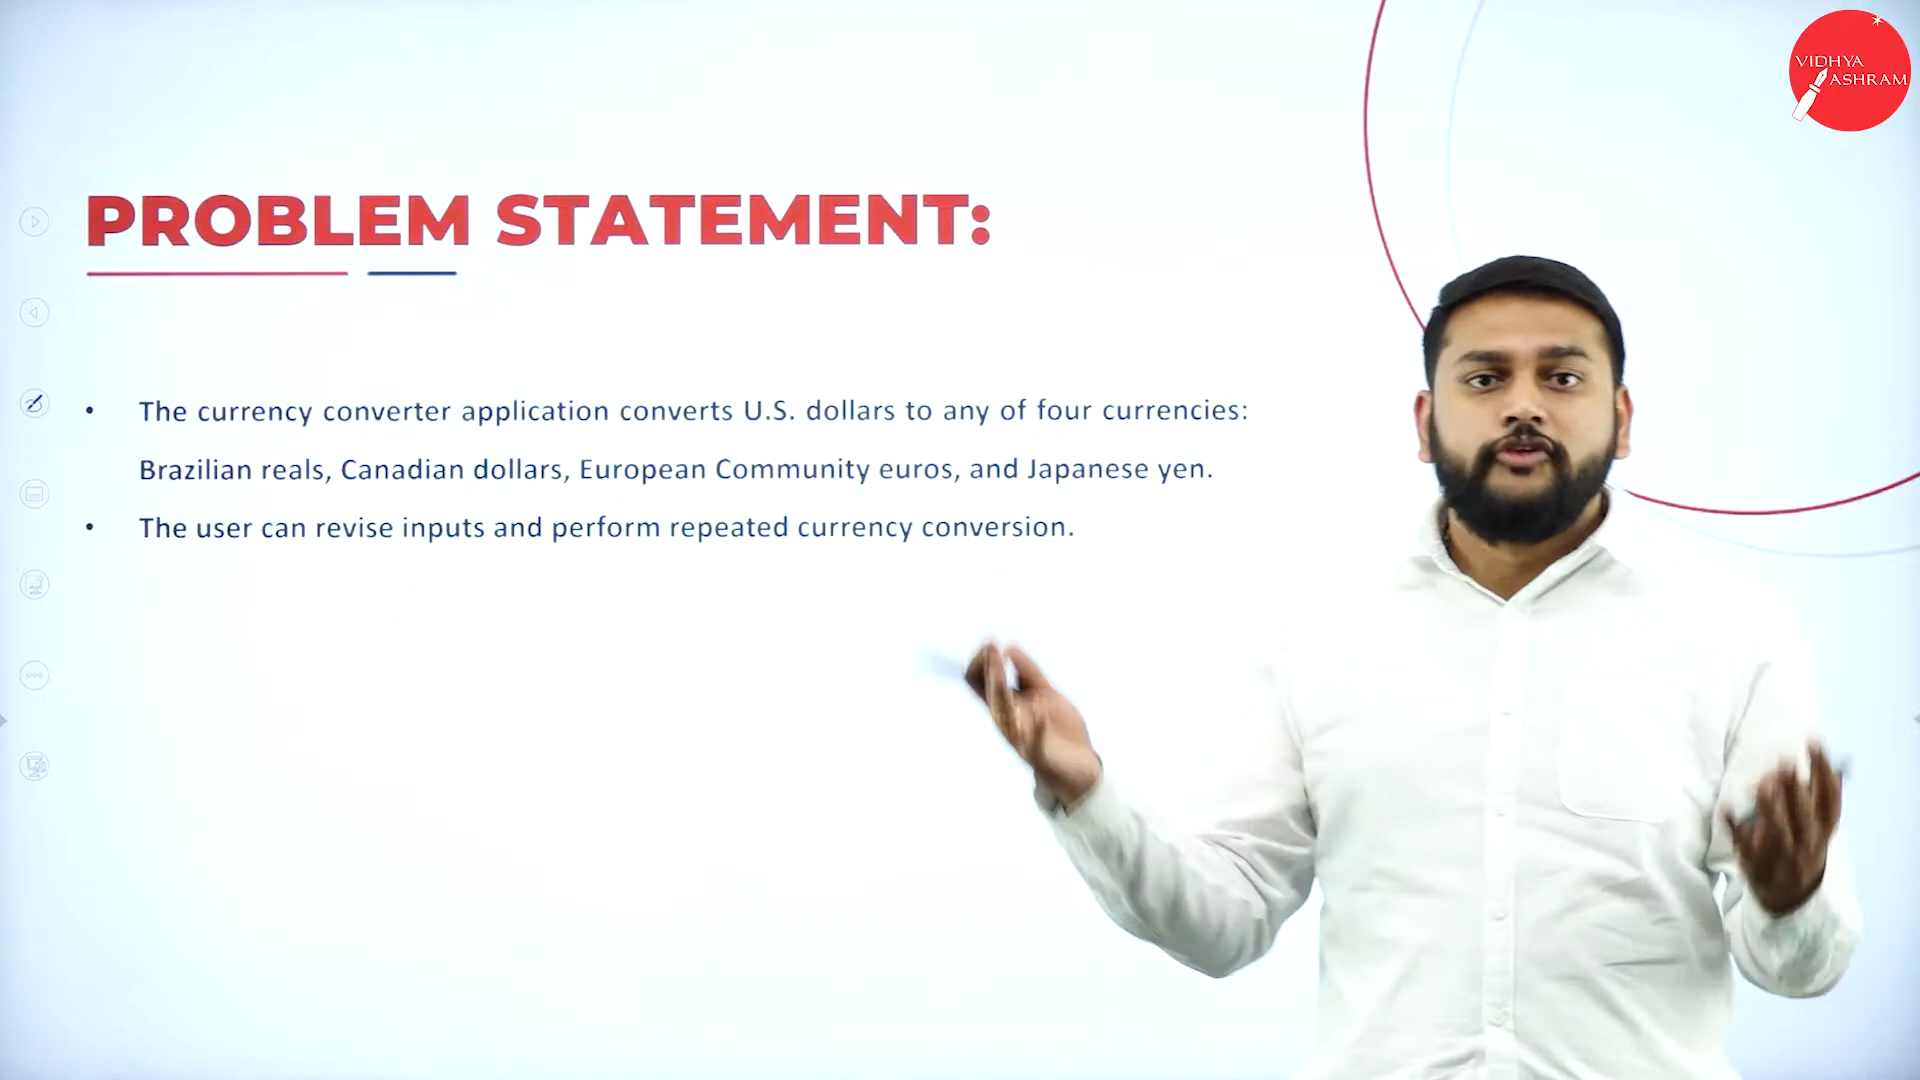 VIDHYA
ASHRAM
PROBLEM STATEMENT:
• The currency converter application converts U.S. dollars to any of four currencies:
Brazilian reals, Canadian dollars, European Community euros, and Japanese yen.
• The user can revise inputs and perform repeated currency conversion.